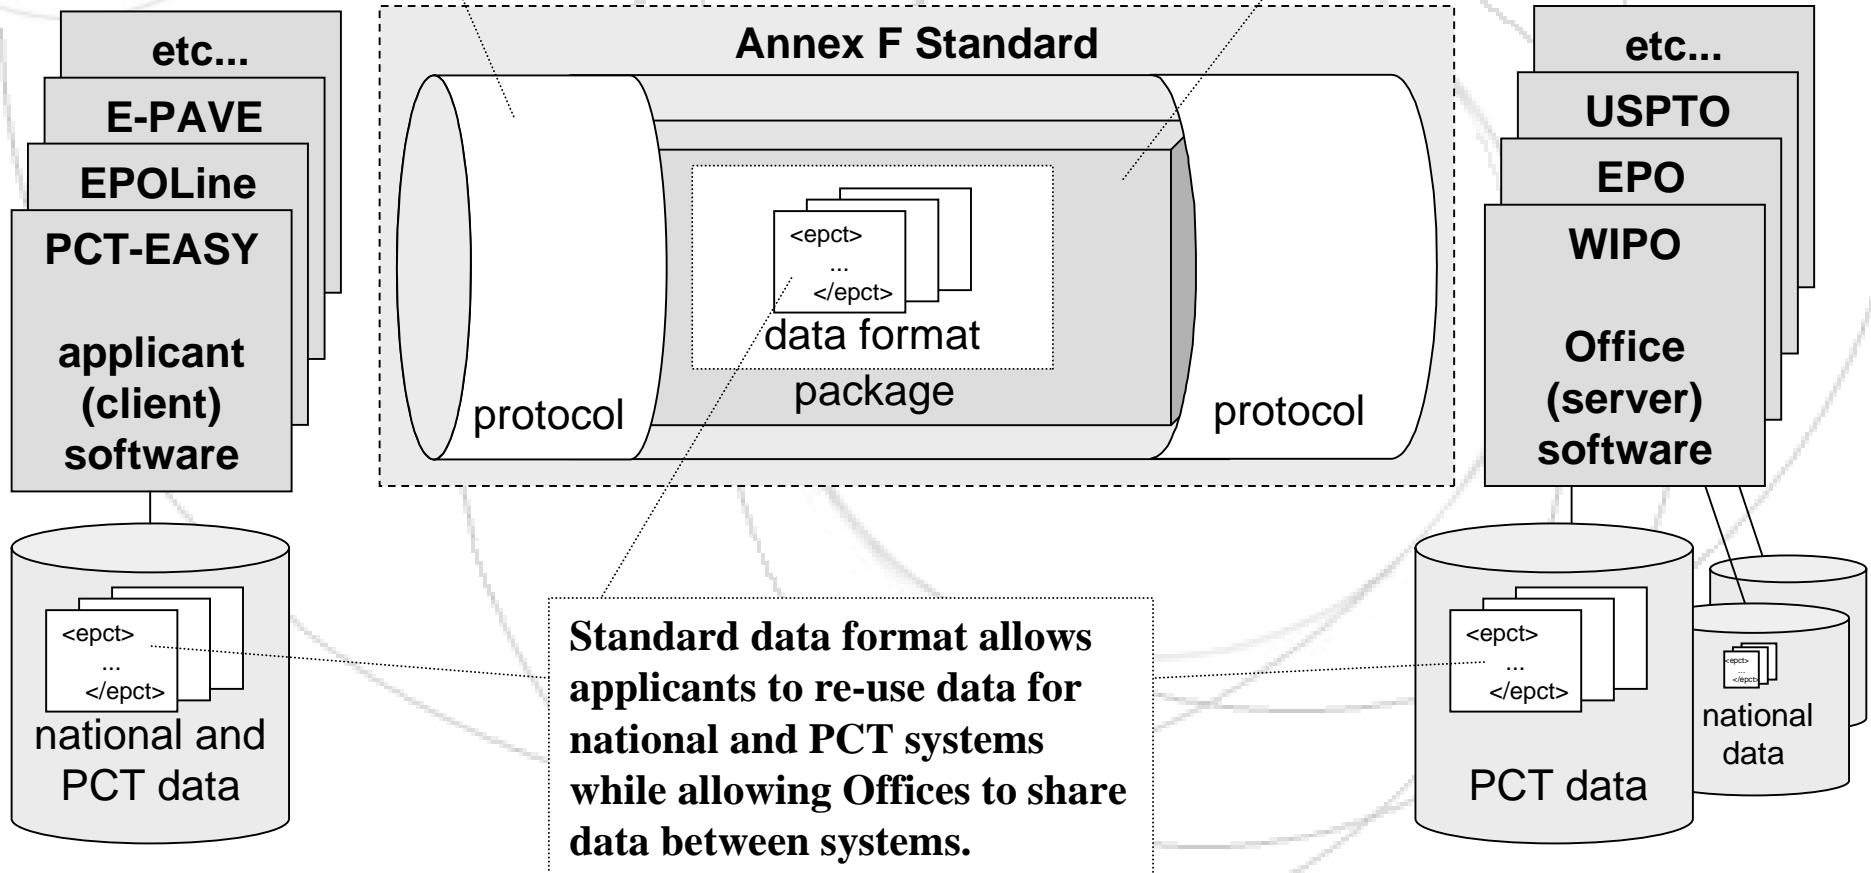 etc...
E-PAVE
EPOLine
PCT-EASY
applicant
(client)
software
<epct>
...
</epct>
national and
PCT data
Annex F Standard
protocol
<epct>
...
</epct>
data format
package
protocol
Standard data format allows
applicants to re-use data for
national and PCT systems
while allowing Offices to share
data between systems.
etc...
USPTO
EPO
WIPO
Office
(server)
software
<epct>
...
</epct>
PCT data
<epct>
...
</epct>
national
data